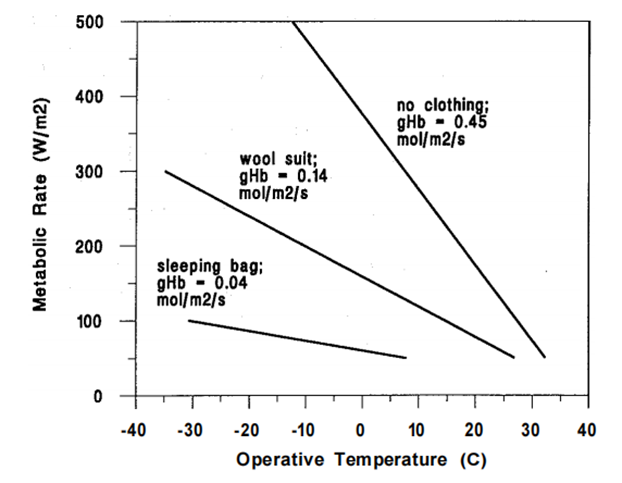 500
400
300
200
100
0
Metabolic Rate (W/m2)
no clothing;
gHb = 0.45
mol/m2/s
wool suit;
gHb = 0.14
mol/m2/s
sleeping bag;
gHb = 0.04
mol/m2/s
-40 -30 -20 -10 0 10 20 30 40
Operative Temperature (C)